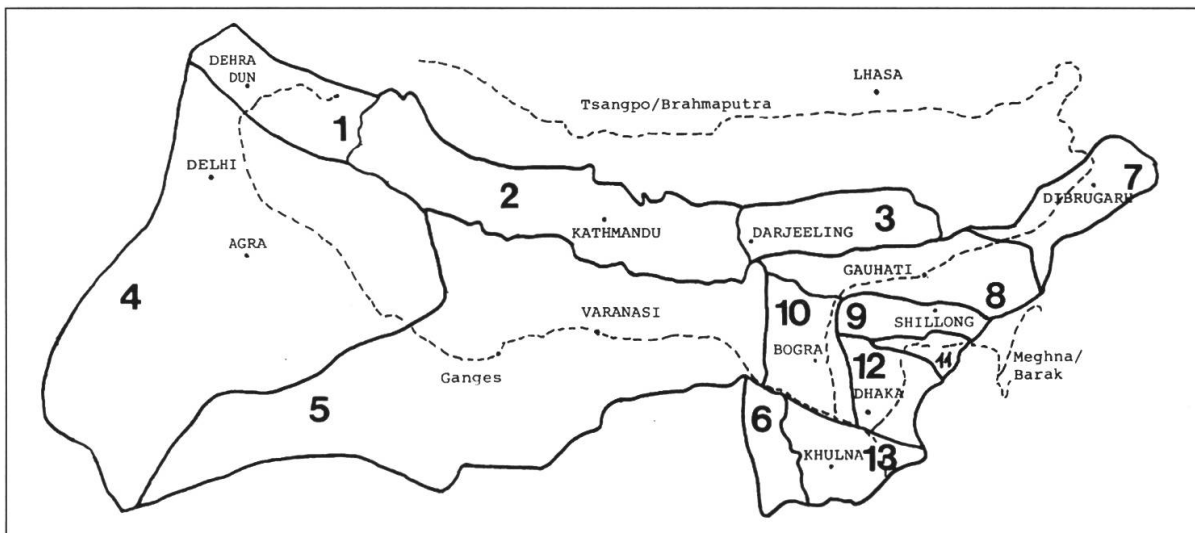 DEHRA
DUN
LHASA
Tsangpo/Brahmaputra
1
DELHI
7
DIBRUGARH
2
3
KATHMANDU
DARJEELING
AGRA
GAUHATI
4
8
10
9
VARANASI
SHILLONG
BOGRA
12
11
Meghna/
Barak
Ganges
DHAKA
5
6
KHULNA
13